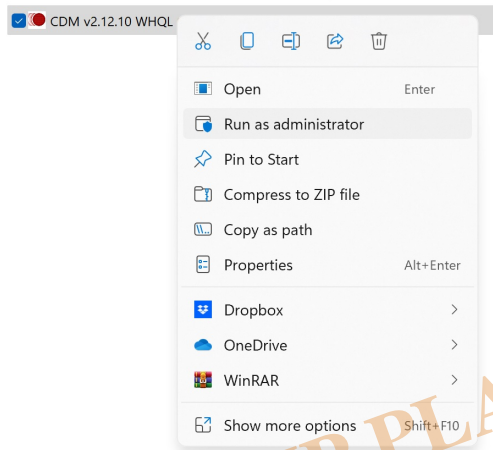 CDM v2.12.10 WHQL
Open Enter
Run as administrator
Pin to Start
Compress to ZIP file
Copy as path
Properties Alt+Enter
Dropbox
OneDrive
WinRAR
Show more options Shift+F10